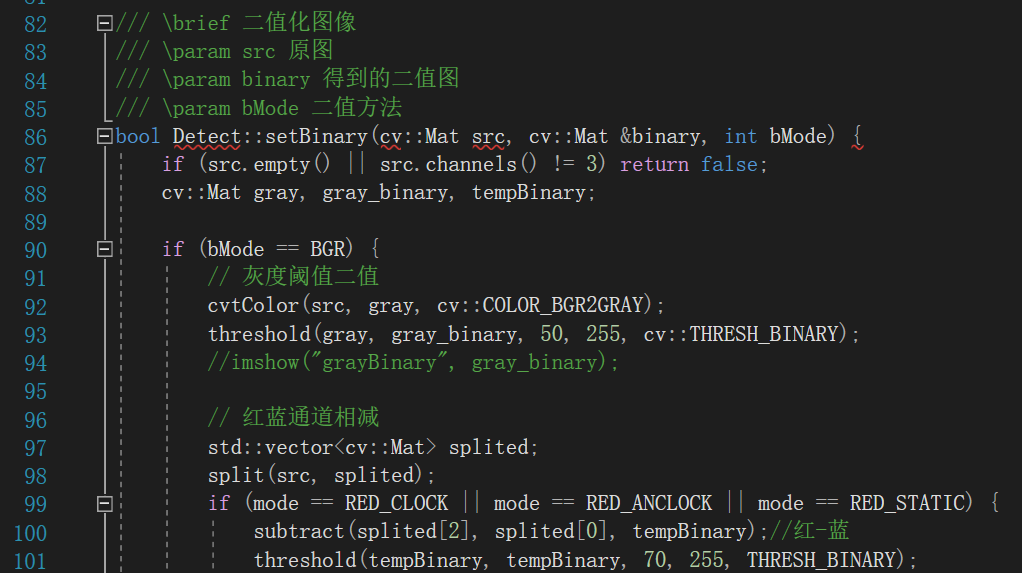 82 /// \brief 二值化图像
83 /// \param src 原图
84 /// \param binary 得到的二值图
85 /// \param bMode 二值方法
86 bool Detect::setBinary(cv::Mat src, cv::Mat &binary, int bMode) {
87 if (src.empty() || src.channels() != 3) return false;
88 cv::Mat gray, gray_binary, tempBinary;
89
90 if (bMode == BGR) {
91 // 灰度阈值二值
92 cvtColor(src, gray, cv::COLOR_BGR2GRAY);
93 threshold(gray, gray_binary, 50, 255, cv::THRESH_BINARY);
94 //imshow("grayBinary", gray_binary);
95
96 // 红蓝通道相减
97 std::vector<cv::Mat> splited;
98 split(src, splited);
99 if (mode == RED_CLOCK || mode == RED_ANCLOCK || mode == RED_STATIC) {
100 subtract(splited[2], splited[0], tempBinary);//红-蓝
101 threshold(tempBinary, tempBinary, 70, 255, THRESH_BINARY);